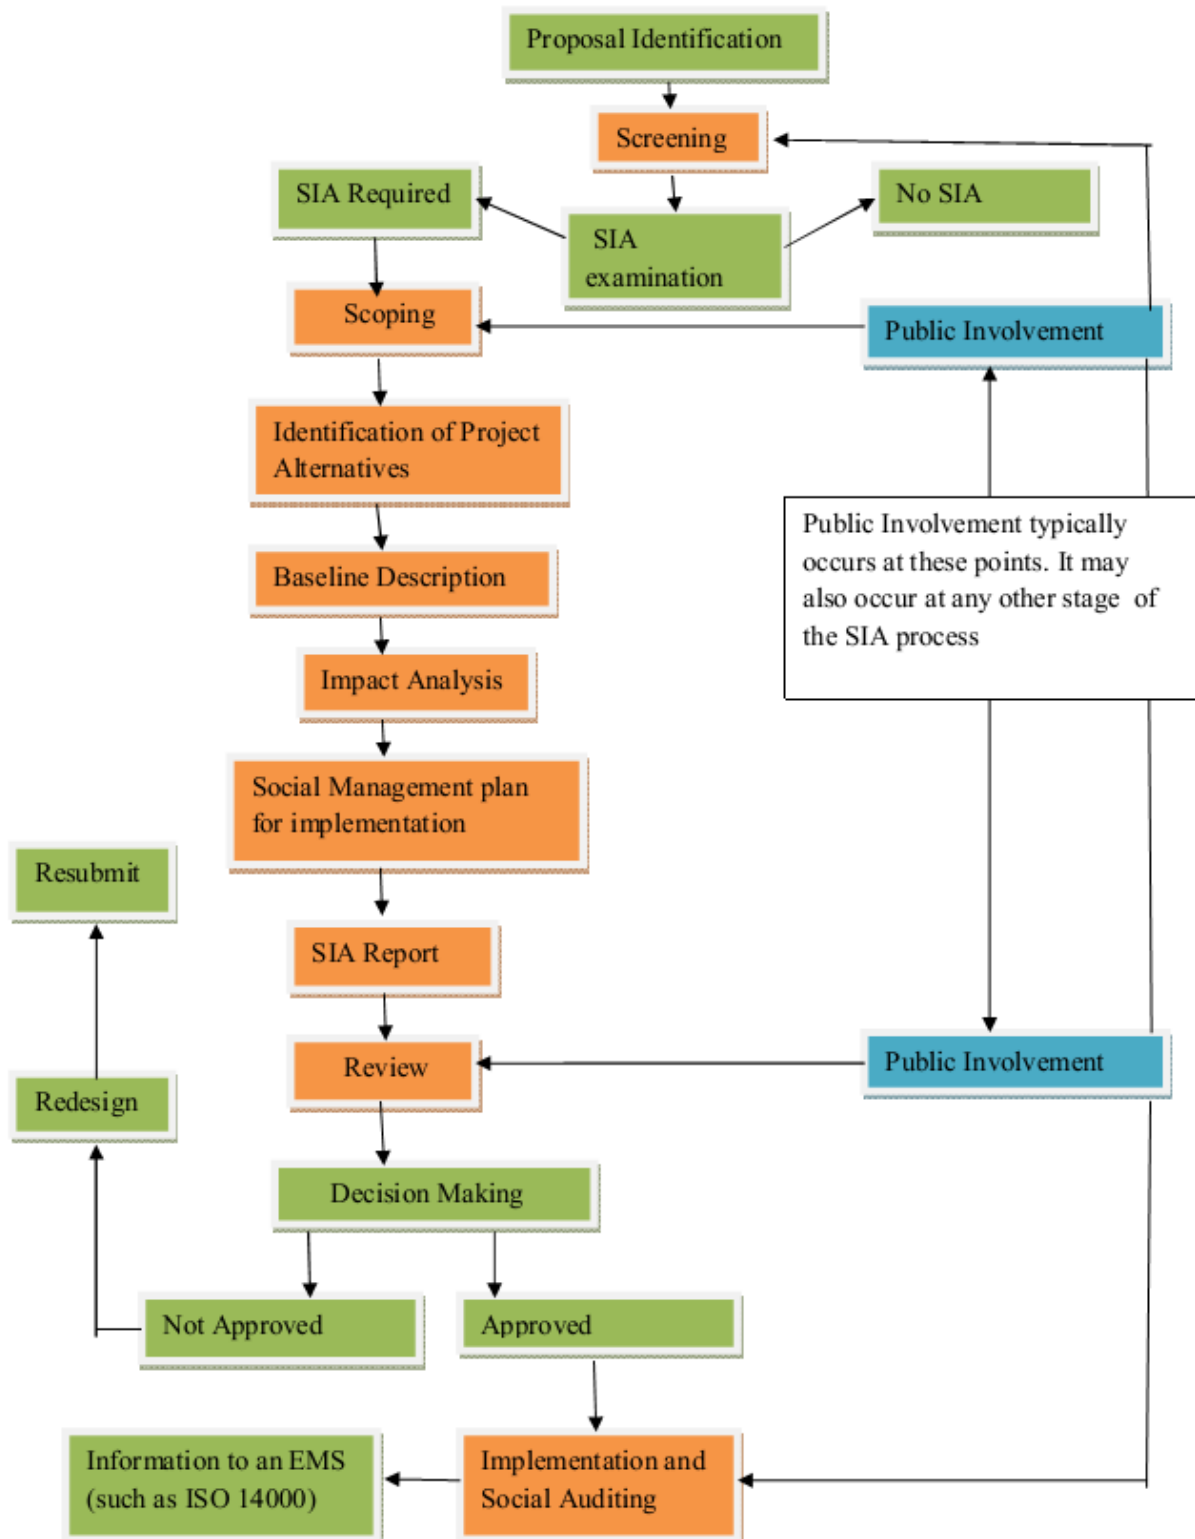 Proposal Identification
Screening
SIA Required
No SIA
SIA
examination
Scoping
Public Involvement
Identification of Project
Alternatives
Public Involvement typically
occurs at these points. It may
also occur at any other stage of
the SIA process
Baseline Description
Impact Analysis
Social Management plan
for implementation
Resubmit
SIA Report
Review
Public Involvement
Redesign
Decision Making
Not Approved
Approved
Information to an EMS
(such as ISO 14000)
Implementation and
Social Auditing